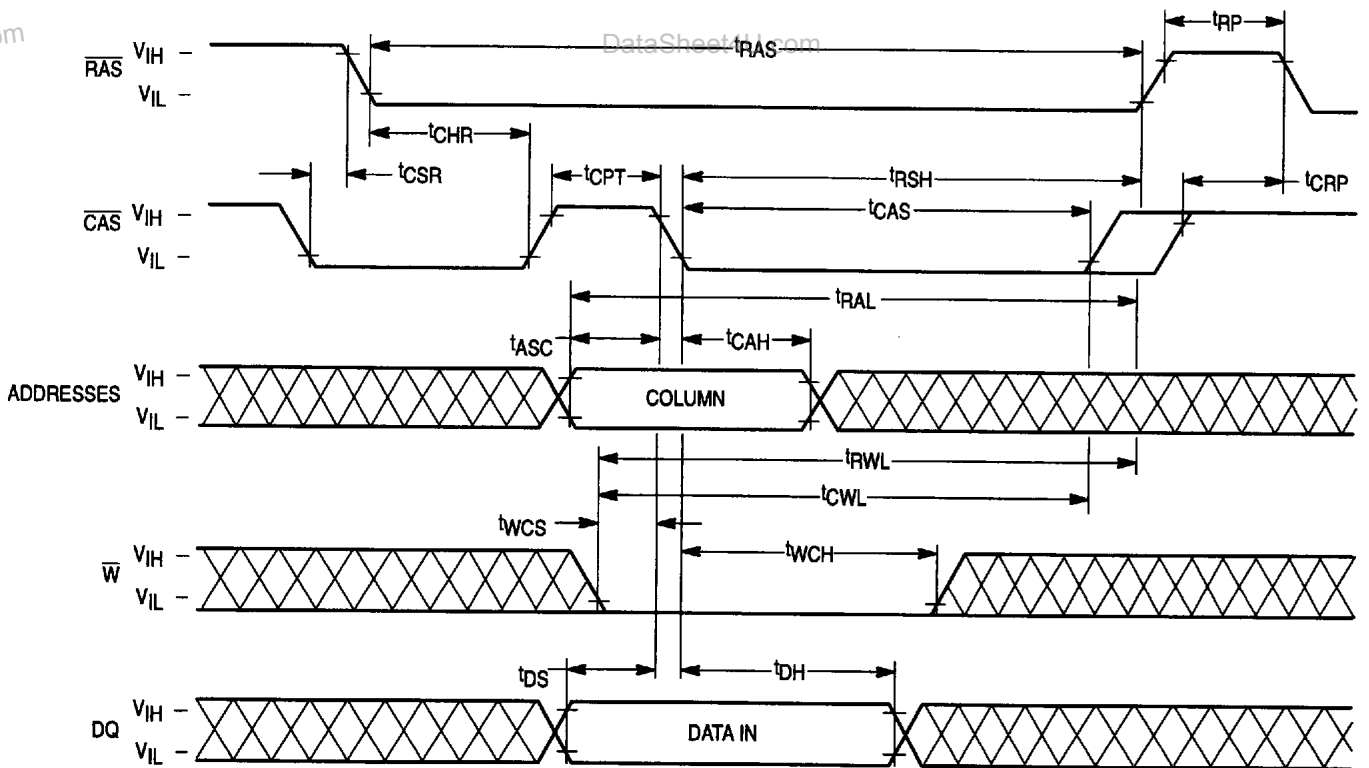 om
DataSheet4U.com
tRP
RAS VIH –
tRAS
VIL –
tCHR
tCSR
tCPT
tRSH
tCRP
CAS VIH –
tCAS
VIL –
tRAL
tASC
tCAH
ADDRESSES VIH –
COLUMN
VIL –
tRWL
tCWL
tWCS
tWCH
W VIH –
VIL –
tDS
tDH
DQ VIH –
DATA IN
VIL –